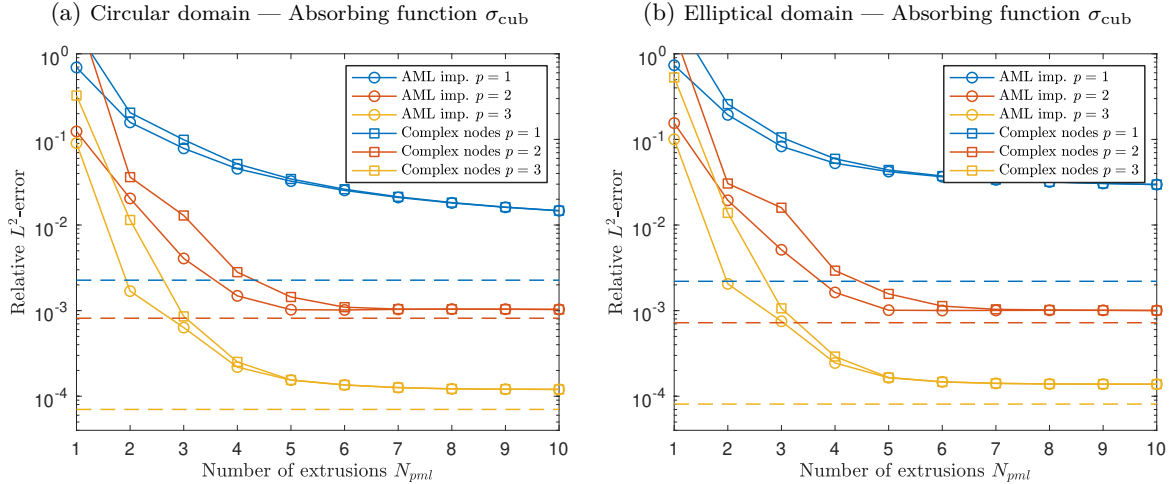 (a) Circular domain — Absorbing function σcub
10⁰
10⁻¹
10⁻²
10⁻³
10⁻⁴
Relative L²-error
AML imp. p = 1
AML imp. p = 2
AML imp. p = 3
Complex nodes p = 1
Complex nodes p = 2
Complex nodes p = 3
1 2 3 4 5 6 7 8 9 10
Number of extrusions Npml
(b) Elliptical domain — Absorbing function σcub
10⁰
10⁻¹
10⁻²
10⁻³
10⁻⁴
Relative L²-error
AML imp. p = 1
AML imp. p = 2
AML imp. p = 3
Complex nodes p = 1
Complex nodes p = 2
Complex nodes p = 3
1 2 3 4 5 6 7 8 9 10
Number of extrusions Npml